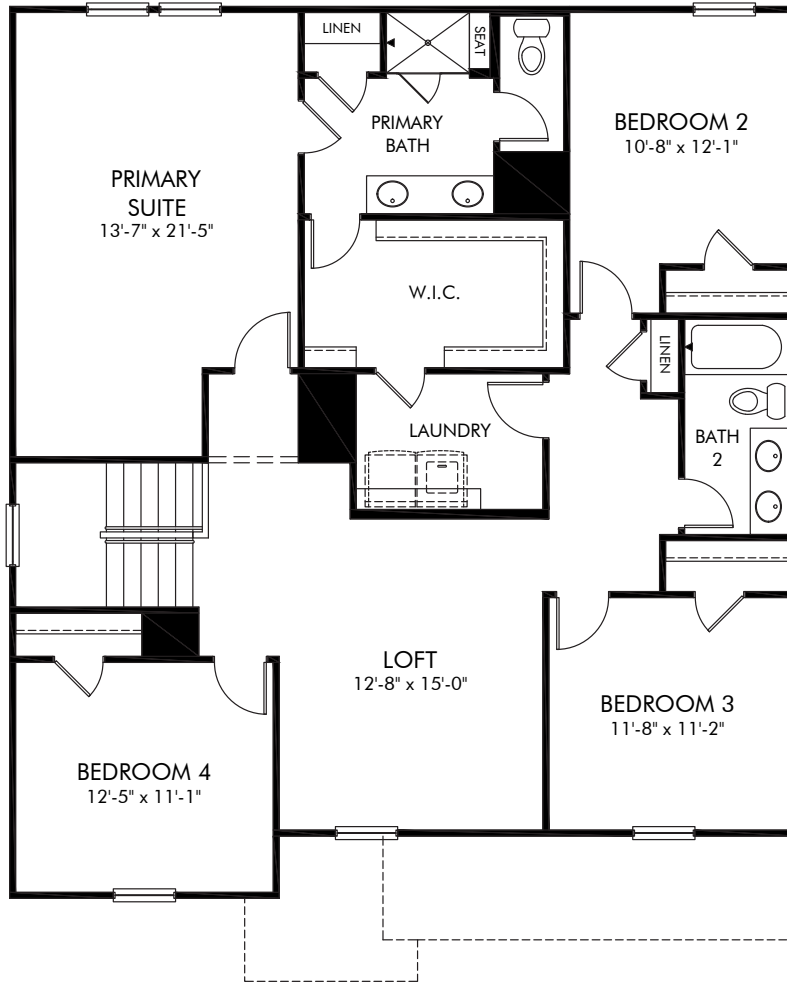 LINEN
SEAT
PRIMARY
BATH
BEDROOM 2
10'-8" x 12'-1"
PRIMARY
SUITE
13'-7" x 21'-5"
W.I.C.
LINEN
LAUNDRY
BATH
2
LOFT
12'-8" x 15'-0"
BEDROOM 3
11'-8" x 11'-2"
BEDROOM 4
12'-5" x 11'-1"